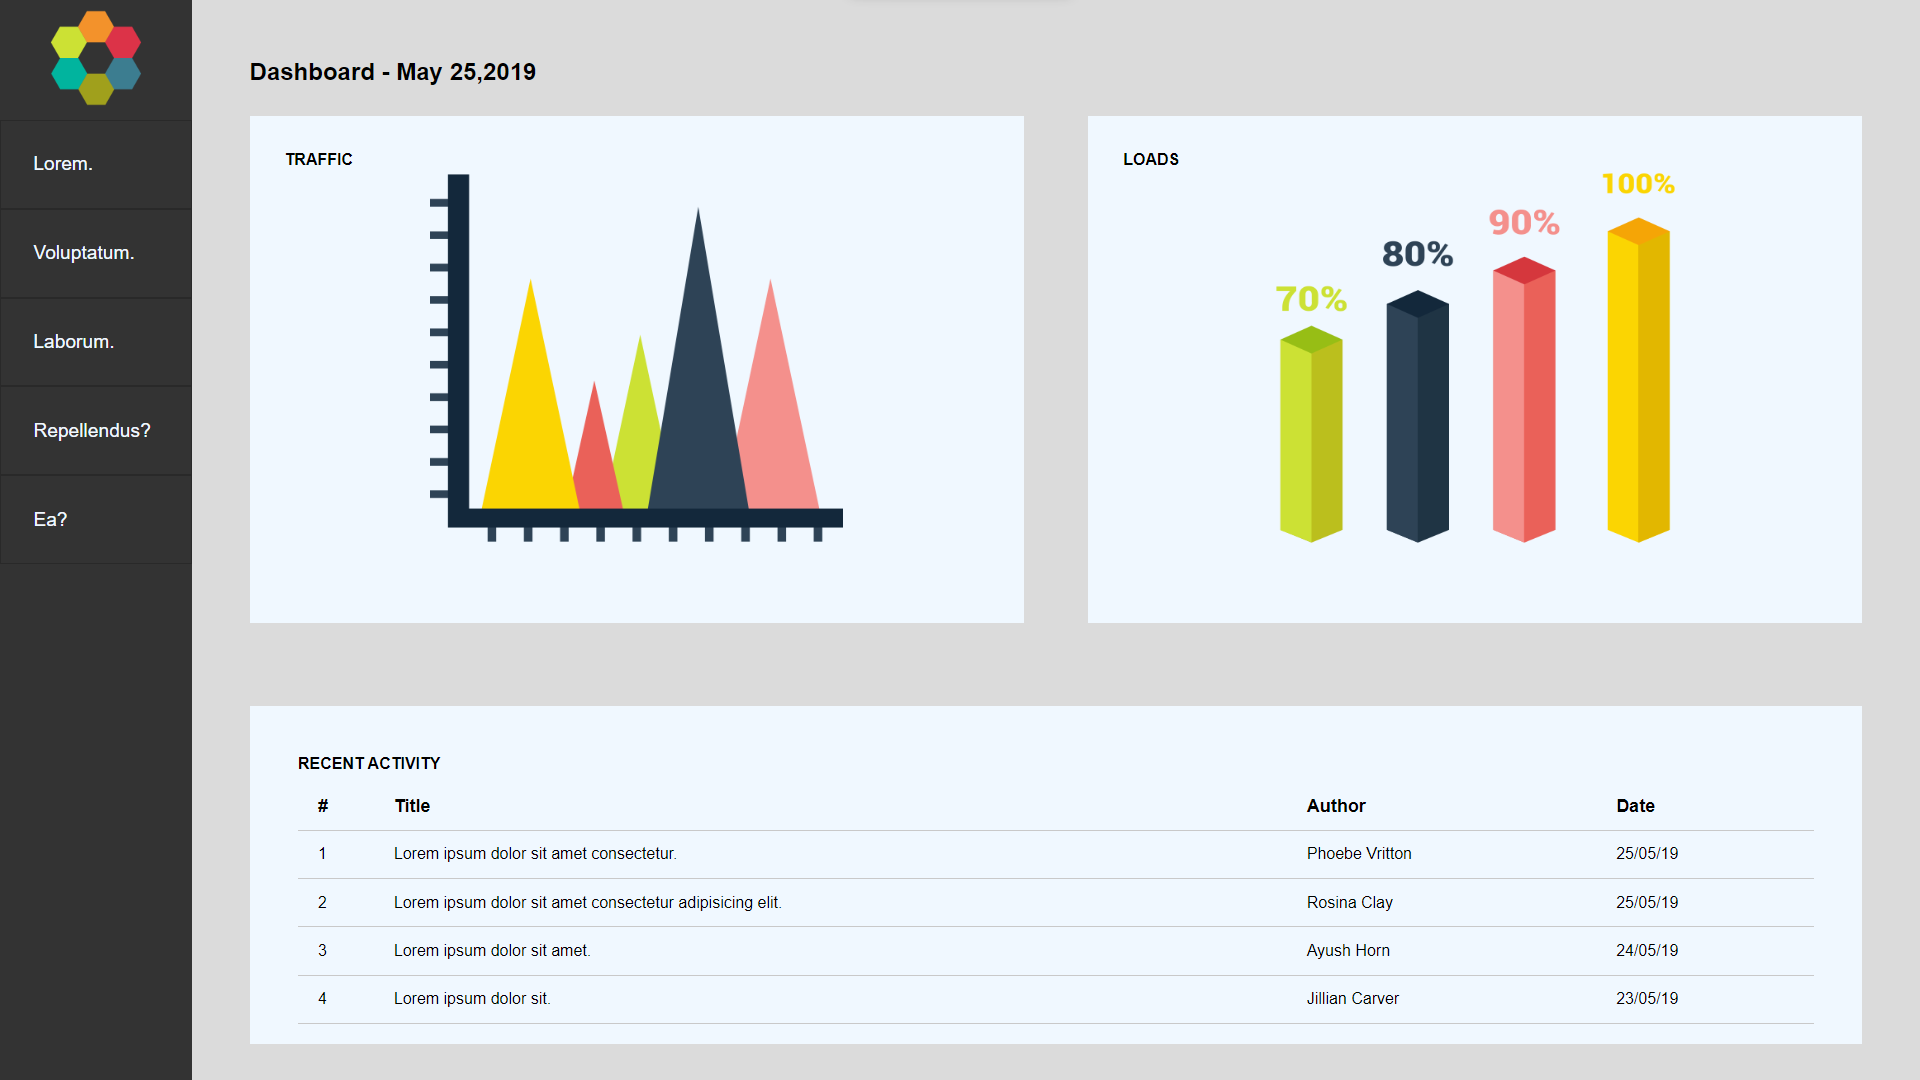 Lorem.
Voluptatum.
Laborum.
Repellendus?
Ea?
Dashboard - May 25,2019
TRAFFIC
LOADS
70%
80%
90%
100%
RECENT ACTIVITY
# Title Author Date
1 Lorem ipsum dolor sit amet consectetur. Phoebe Vritton 25/05/19
2 Lorem ipsum dolor sit amet consectetur adipisicing elit. Rosina Clay 25/05/19
3 Lorem ipsum dolor sit amet. Ayush Horn 24/05/19
4 Lorem ipsum dolor sit. Jillian Carver 23/05/19